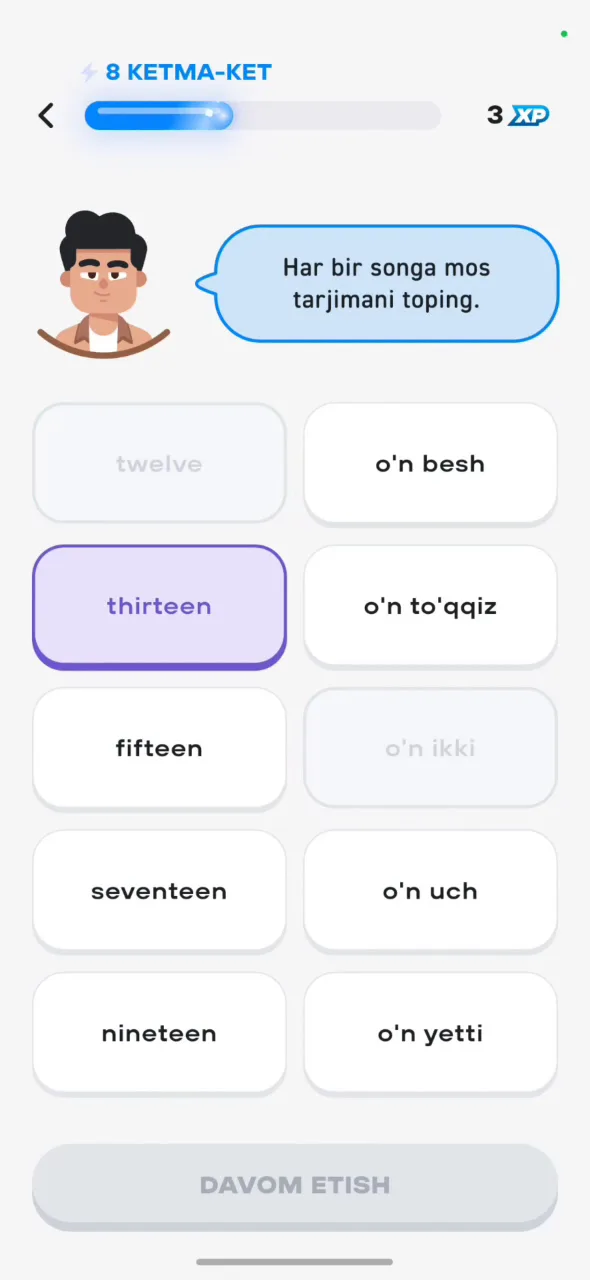 8 KETMA-KET
3 XP
Har bir songa mos
tarjimani toping.
twelve
o'n besh
thirteen
o'n to'qqiz
fifteen
o'n ikki
seventeen
o'n uch
nineteen
o'n yetti
DAVOM ETISH